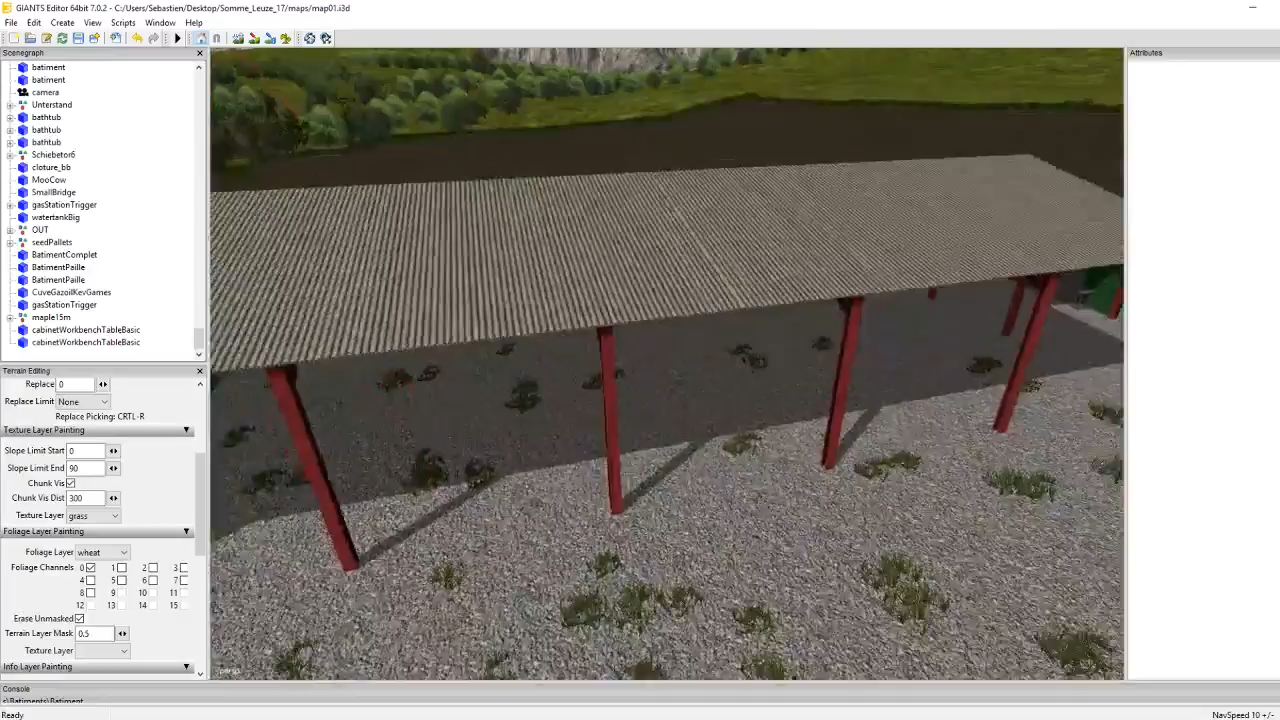 GIANTS Editor 64bit 7.0.2 - C:/Users/Sebastien/Desktop/Somme_Leuze_17/maps/map01.i3d
File Edit Create View Scripts Window Help
Scenegraph
batiment
batiment
camera
Unterstand
bathtub
bathtub
bathtub
Schiebetor6
cloture_bb
MooCow
SmallBridge
gasStationTrigger
watertankBig
OUT
seedPallets
BatimentComplet
BatimentPaille
BatimentPaille
CuveGazoilKevGames
gasStationTrigger
maple15m
cabinetWorkbenchTableBasic
cabinetWorkbenchTableBasic
Terrain Editing
Replace 0
Replace Limit None
Replace Picking: CRTL-R
Texture Layer Painting
Slope Limit Start 0
Slope Limit End 90
Chunk Vis
Chunk Vis Dist 300
Texture Layer grass
Foliage Layer Painting
Foliage Layer wheat
Foliage Channels 0 1 2 3
4 5 6 7
8 9 10 11
12 13 14 15
Erase Unmasked
Terrain Layer Mask 0.5
Texture Layer
Info Layer Painting
persp
Attributes
Console
s\Batiments\Batiment
Ready
NavSpeed 10 +/-